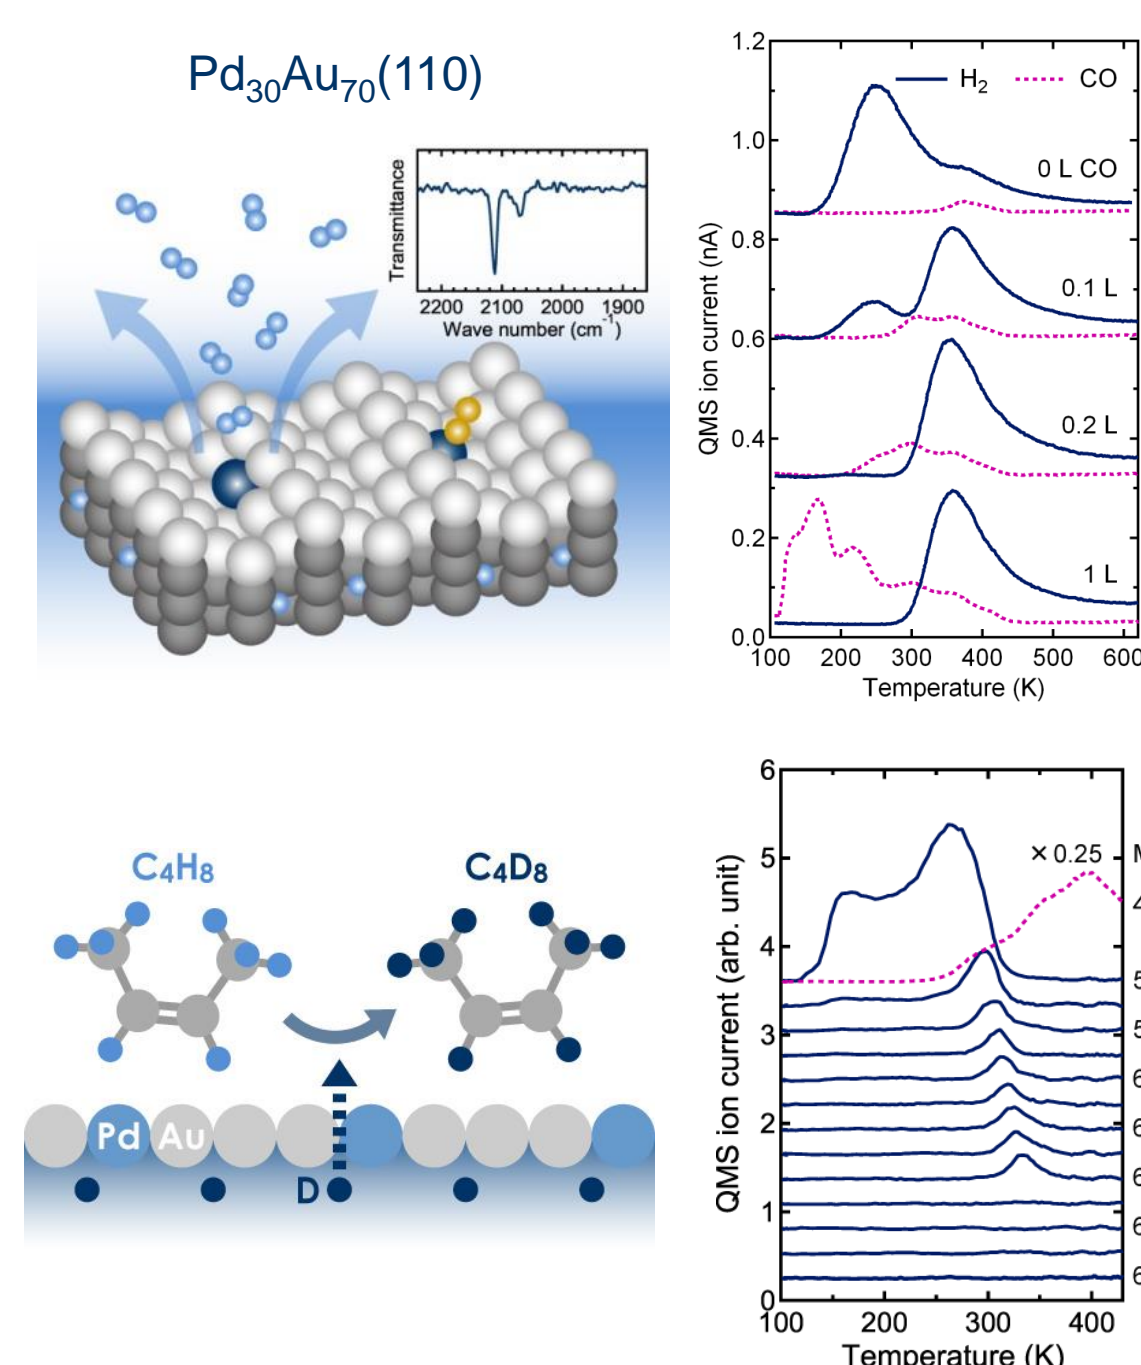 Pd30Au70(110)
Transmittance
2200 2100 2000 1900
Wave number (cm-1)
1.2
1.0
0.8
0.6
0.4
0.2
0.0
QMS ion current (nA)
H2 CO
0 L CO
0.1 L
0.2 L
1 L
100 200 300 400 500 600
Temperature (K)
C4H8 C4D8
Pd Au
D
6
5
4
3
2
1
0
QMS ion current (arb. unit)
× 0.25
100 200 300 400
Temperature (K)